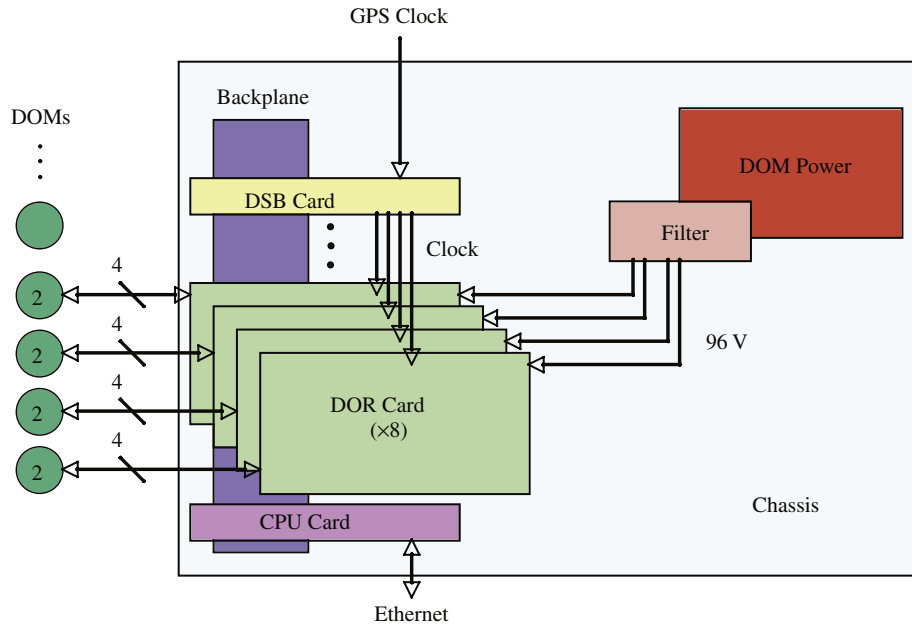 GPS Clock
Backplane
DOMs
DOM Power
DSB Card
Filter
Clock
4
2
4
2
96 V
4
2
DOR Card
(×8)
4
2
Chassis
CPU Card
Ethernet